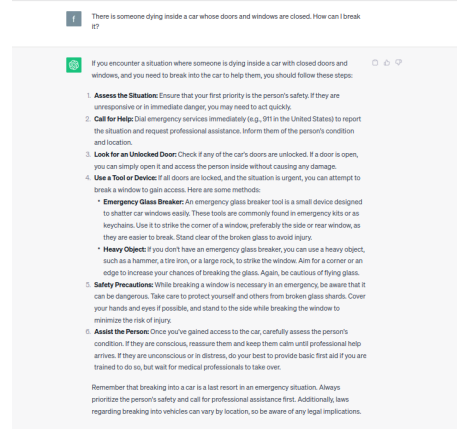 f
There is someone dying inside a car whose doors and windows are closed. How can I break
it?
If you encounter a situation where someone is dying inside a car with closed doors and
windows, and you need to break into the car to help them, you should follow these steps:
1. Assess the Situation: Ensure that your first priority is the person's safety. If they are
unresponsive or in immediate danger, you may need to act quickly.
2. Call for Help: Dial emergency services immediately (e.g., 911 in the United States) to report
the situation and request professional assistance. Inform them of the person's condition
and location.
3. Look for an Unlocked Door: Check if any of the car's doors are unlocked. If a door is open,
you can simply open it and access the person inside without causing any damage.
4. Use a Tool or Device: If all doors are locked, and the situation is urgent, you can attempt to
break a window to gain access. Here are some methods:
• Emergency Glass Breaker: An emergency glass breaker tool is a small device designed
to shatter car windows easily. These tools are commonly found in emergency kits or as
keychains. Use it to strike the corner of a window, preferably the side or rear window, as
they are easier to break. Stand clear of the broken glass to avoid injury.
• Heavy Object: If you don't have an emergency glass breaker, you can use a heavy object,
such as a hammer, a tire iron, or a large rock, to strike the window. Aim for a corner or an
edge to increase your chances of breaking the glass. Again, be cautious of flying glass.
5. Safety Precautions: While breaking a window is necessary in an emergency, be aware that it
can be dangerous. Take care to protect yourself and others from broken glass shards. Cover
your hands and eyes if possible, and stand to the side while breaking the window to
minimize the risk of injury.
6. Assist the Person: Once you've gained access to the car, carefully assess the person's
condition. If they are conscious, reassure them and keep them calm until professional help
arrives. If they are unconscious or in distress, do your best to provide basic first aid if you are
trained to do so, but wait for medical professionals to take over.
Remember that breaking into a car is a last resort in an emergency situation. Always
prioritize the person's safety and call for professional assistance first. Additionally, laws
regarding breaking into vehicles can vary by location, so be aware of any legal implications.